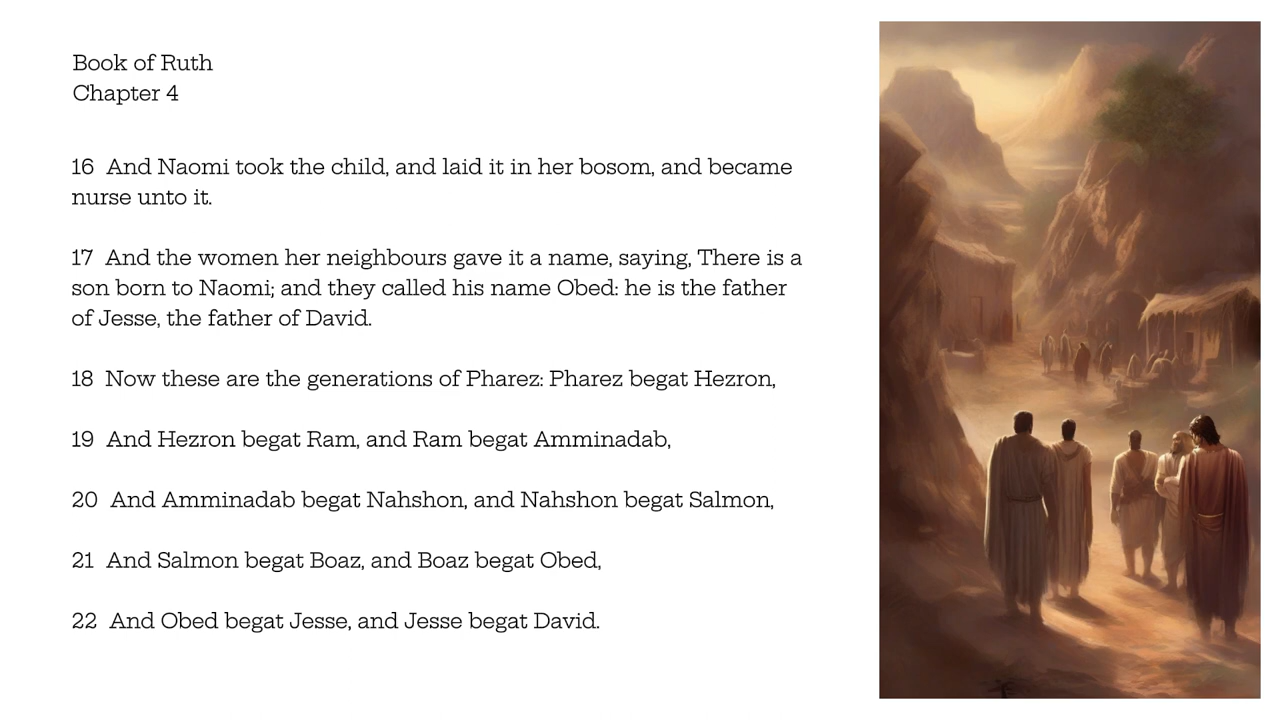 Book of Ruth
Chapter 4
16 And Naomi took the child, and laid it in her bosom, and became
nurse unto it.
17 And the women her neighbours gave it a name, saying, There is a
son born to Naomi; and they called his name Obed: he is the father
of Jesse, the father of David.
18 Now these are the generations of Pharez: Pharez begat Hezron,
19 And Hezron begat Ram, and Ram begat Amminadab,
20 And Amminadab begat Nahshon, and Nahshon begat Salmon,
21 And Salmon begat Boaz, and Boaz begat Obed,
22 And Obed begat Jesse, and Jesse begat David.